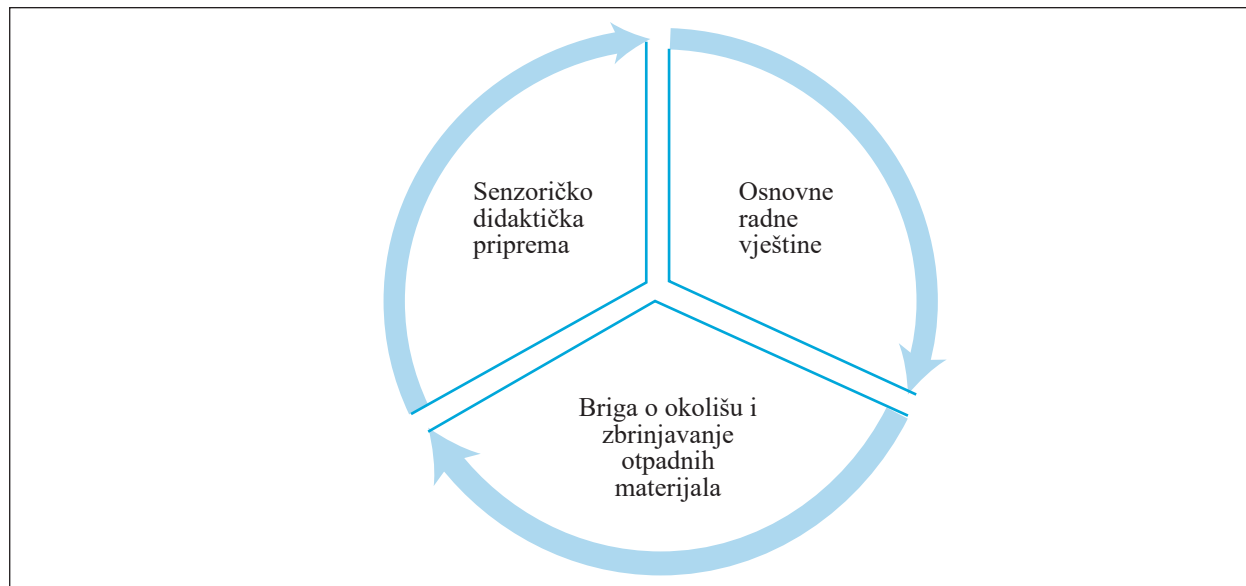 Senzoričko
didaktička
priprema
Osnovne
radne
vještine
Briga o okolišu i
zbrinjavanje
otpadnih
materijala